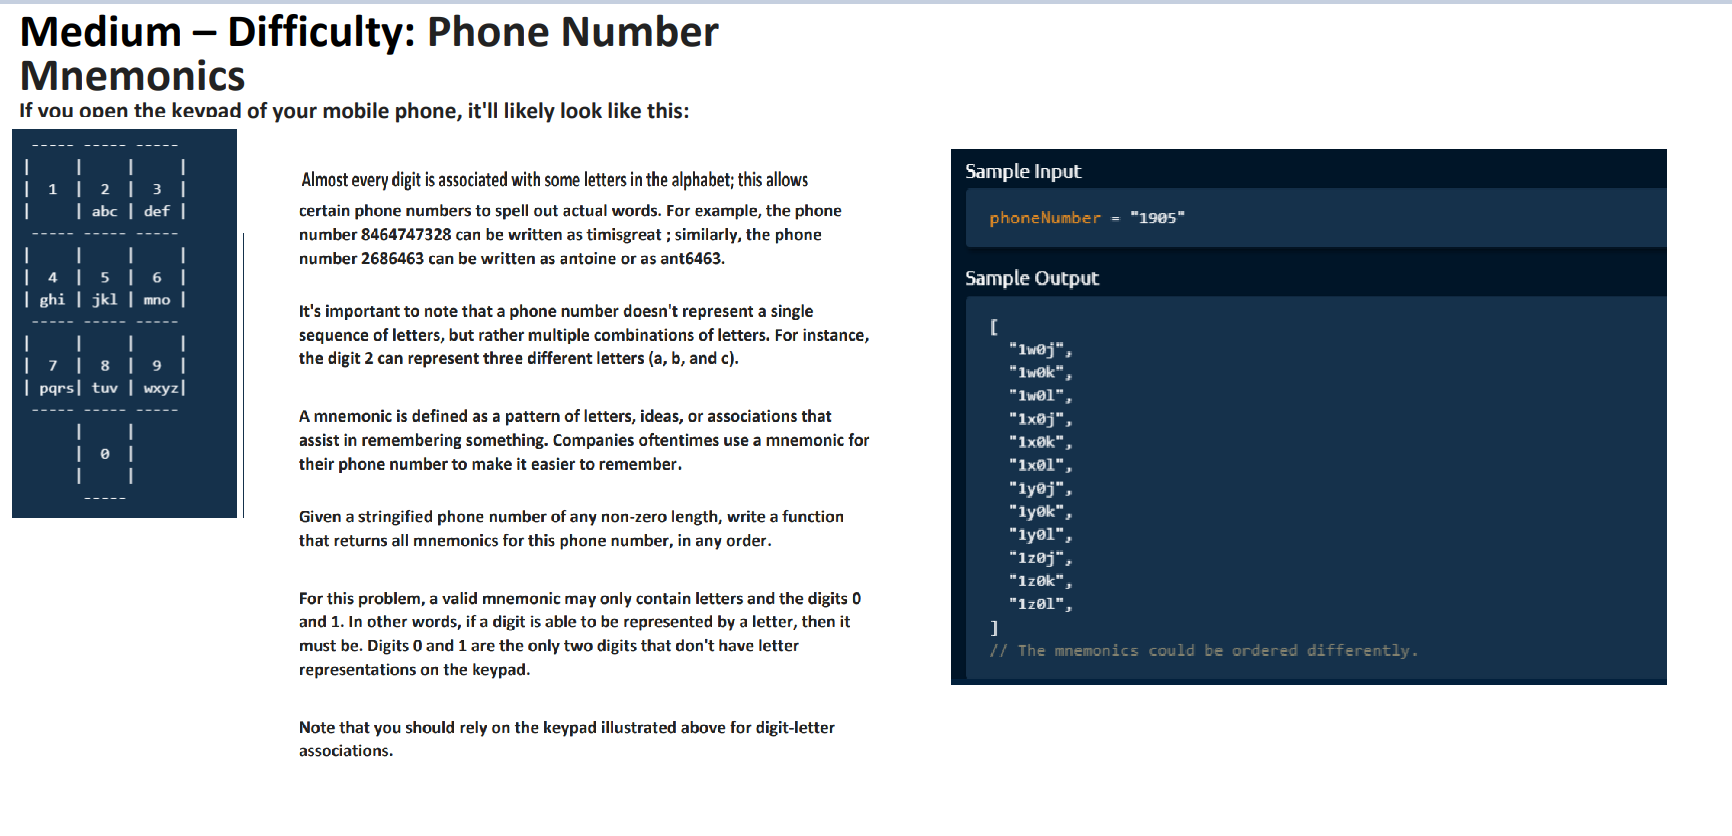 Medium – Difficulty: Phone Number
Mnemonics
If you open the keypad of your mobile phone, it'll likely look like this:
----- ----- -----
|     |     |     |
|  1  |  2  |  3  |
|     | abc | def |
----- ----- -----
|     |     |     |
|  4  |  5  |  6  |
| ghi | jkl | mno |
----- ----- -----
|     |     |     |
|  7  |  8  |  9  |
| pqrs| tuv | wxyz|
----- ----- -----
|     |
|  0  |
|     |
-----
Almost every digit is associated with some letters in the alphabet; this allows
certain phone numbers to spell out actual words. For example, the phone
number 8464747328 can be written as timisgreat ; similarly, the phone
number 2686463 can be written as antoine or as ant6463.
It's important to note that a phone number doesn't represent a single
sequence of letters, but rather multiple combinations of letters. For instance,
the digit 2 can represent three different letters (a, b, and c).
A mnemonic is defined as a pattern of letters, ideas, or associations that
assist in remembering something. Companies oftentimes use a mnemonic for
their phone number to make it easier to remember.
Given a stringified phone number of any non-zero length, write a function
that returns all mnemonics for this phone number, in any order.
For this problem, a valid mnemonic may only contain letters and the digits 0
and 1. In other words, if a digit is able to be represented by a letter, then it
must be. Digits 0 and 1 are the only two digits that don't have letter
representations on the keypad.
Note that you should rely on the keypad illustrated above for digit-letter
associations.
Sample Input
phoneNumber = "1905"
Sample Output
[
"1w0j",
"1w0k",
"1w0l",
"1x0j",
"1x0k",
"1x0l",
"1y0j",
"1y0k",
"1y0l",
"1z0j",
"1z0k",
"1z0l",
]
// The mnemonics could be ordered differently.